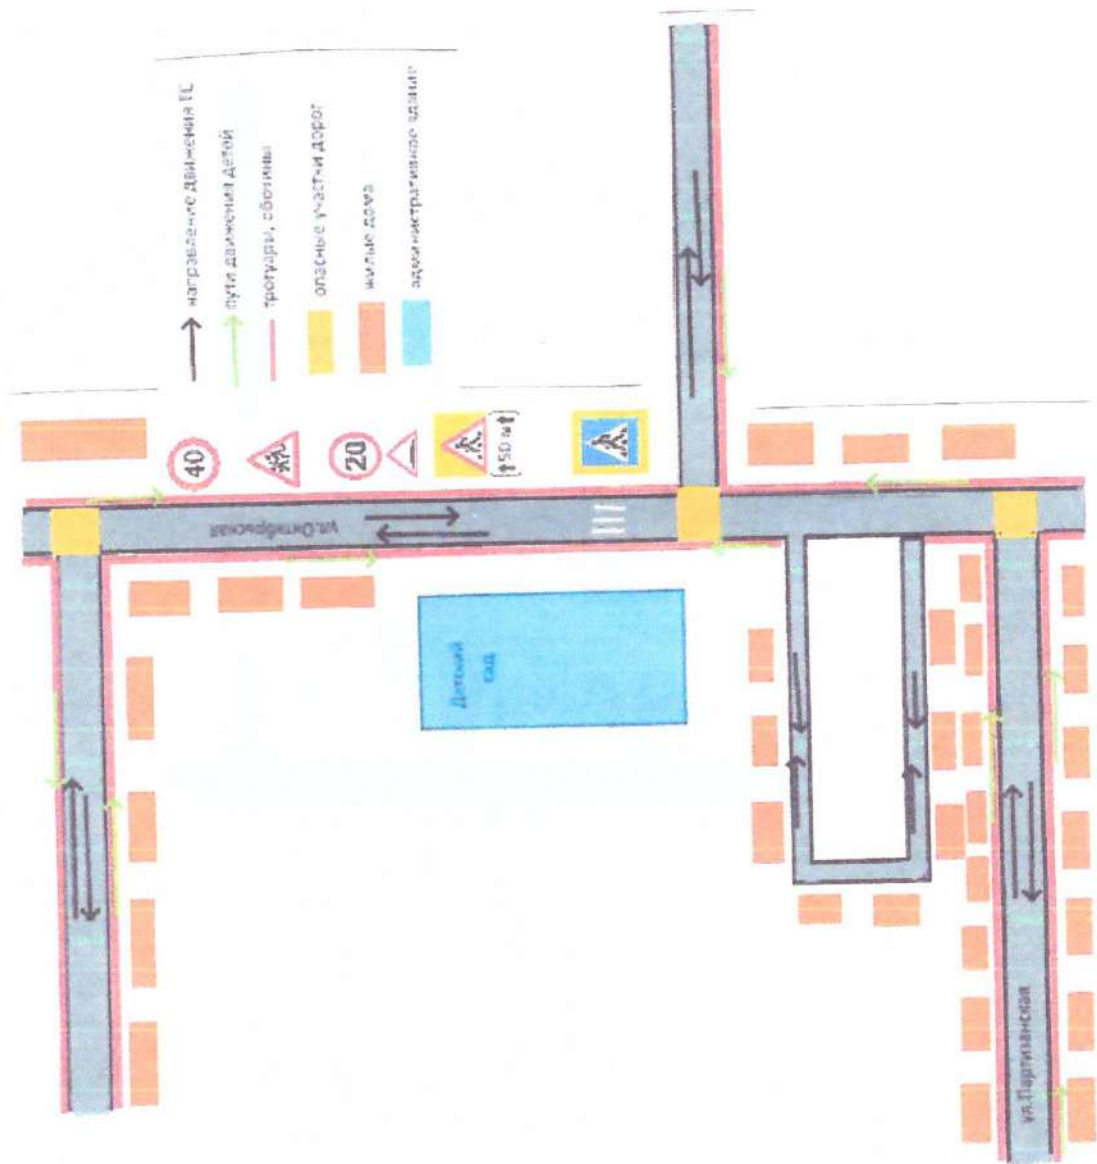 направление движения ТС
пути движения детей
тротуары, обочины
опасные участки дорог
жилые дома
административное здание
40
20
↑50 м↑
ул.Октябрьская
Детский
сад
ул.Партизанская